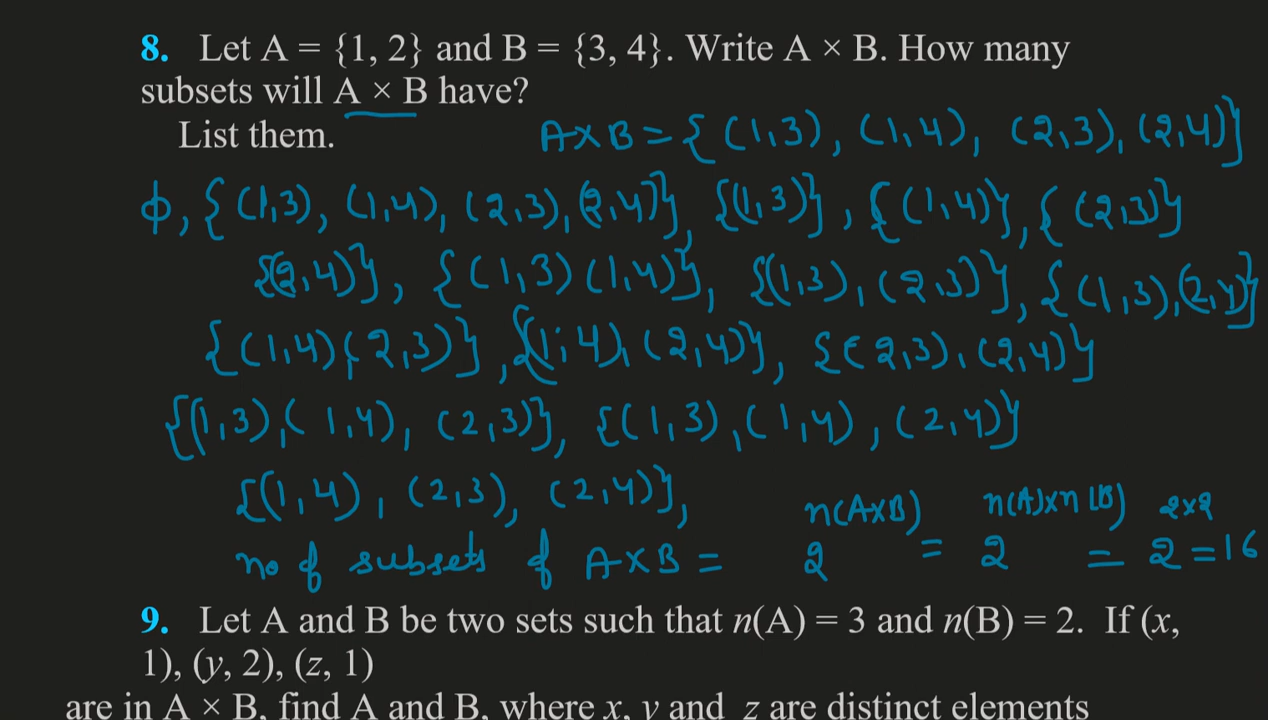 8. Let A = {1, 2} and B = {3, 4}. Write A × B. How many
subsets will A × B have?
List them.
A×B = { (1,3), (1,4), (2,3), (2,4)}
ϕ, { (1,3), (1,4), (2,3), (2,4)}, {(1,3)}, { (1,4)}, { (2,3)}
{(2,4)}, { (1,3) (1,4)}, {(1,3), (2,3)}, { (1,3), (2,4)}
{ (1,4) (2,3)}, {(1,4), (2,4)}, {(2,3), (2,4)}
{(1,3), (1,4), (2,3)}, {(1,3), (1,4), (2,4)}
{(1,4), (2,3), (2,4)},
no of subsets of A×B = 2^n(A×B) = 2^n(A)×n(B) = 2^2×2 = 16
9. Let A and B be two sets such that n(A) = 3 and n(B) = 2. If (x,
1), (y, 2), (z, 1)
are in A × B, find A and B, where x, y and z are distinct elements